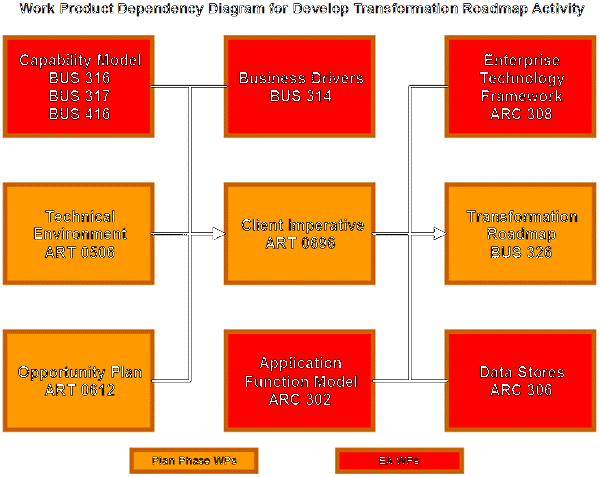 Work Product Dependency Diagram for Develop Transformation Roadmap Activity
Capability Model
BUS 316
BUS 317
BUS 416
Business Drivers
BUS 314
Enterprise
Technology
Framework
ARC 308
Technical
Environment
ART 0506
Client Imperative
ART 0696
Transformation
Roadmap
BUS 326
Opportunity Plan
ART 0612
Application
Function Model
ARC 302
Data Stores
ARC 306
Plan Phase WPs
EA WPs